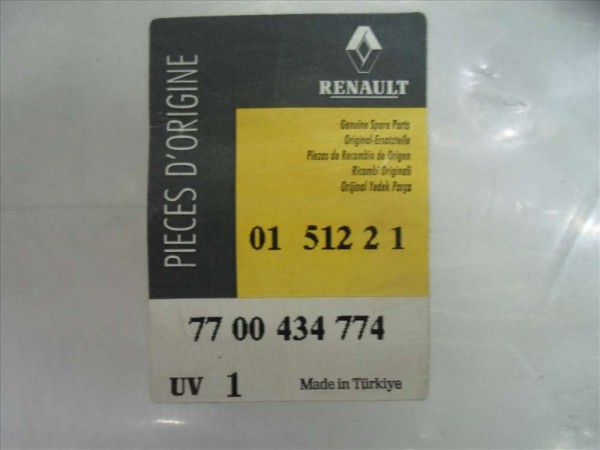 PIECES D'ORIGINE
RENAULT
Genuine Spare Parts
Original-Ersatzteile
Piezas de Recambio de Origen
Ricambi Originali
Orijinal Yedek Parça
01 512 2 1
77 00 434 774
UV 1
Made in Türkiye